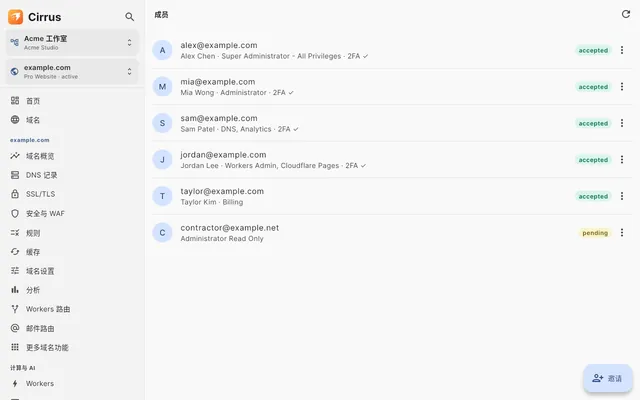 Cirrus
Acme 工作室
Acme Studio
example.com
Pro Website · active
首页
域名
example.com
域名概览
DNS 记录
SSL/TLS
安全与 WAF
规则
缓存
域名设置
分析
Workers 路由
邮件路由
更多域名功能
计算与 AI
Workers
成员
A
alex@example.com
Alex Chen · Super Administrator - All Privileges · 2FA ✓
accepted
M
mia@example.com
Mia Wong · Administrator · 2FA ✓
accepted
S
sam@example.com
Sam Patel · DNS, Analytics · 2FA ✓
accepted
J
jordan@example.com
Jordan Lee · Workers Admin, Cloudflare Pages · 2FA ✓
accepted
T
taylor@example.com
Taylor Kim · Billing
accepted
C
contractor@example.net
Administrator Read Only
pending
邀请